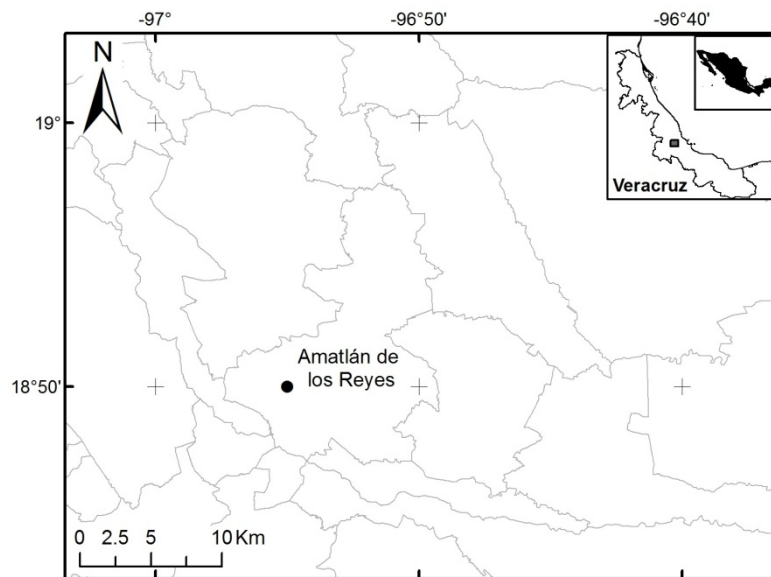 -97°
-96°50'
-96°40'
N
19°
Veracruz
Amatlán de
los Reyes
18°50'
0 2.5 5 10 Km